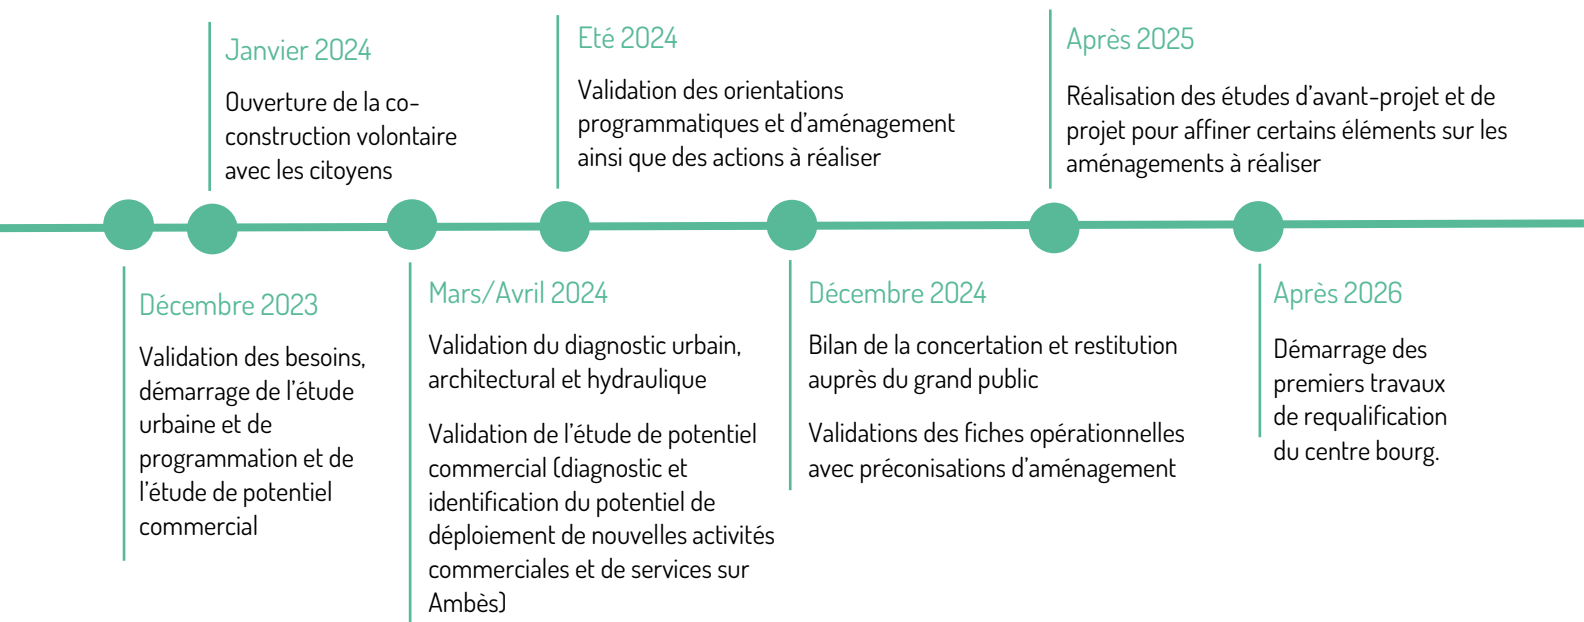 Janvier 2024
Ouverture de la co-
construction volontaire
avec les citoyens
Eté 2024
Validation des orientations
programmatiques et d'aménagement
ainsi que des actions à réaliser
Après 2025
Réalisation des études d'avant-projet et de
projet pour affiner certains éléments sur les
aménagements à réaliser
Décembre 2023
Validation des besoins,
démarrage de l'étude
urbaine et de
programmation et de
l'étude de potentiel
commercial
Mars/Avril 2024
Validation du diagnostic urbain,
architectural et hydraulique
Validation de l'étude de potentiel
commercial (diagnostic et
identification du potentiel de
déploiement de nouvelles activités
commerciales et de services sur
Ambès)
Décembre 2024
Bilan de la concertation et restitution
auprès du grand public
Validations des fiches opérationnelles
avec préconisations d'aménagement
Après 2026
Démarrage des
premiers travaux
de requalification
du centre bourg.